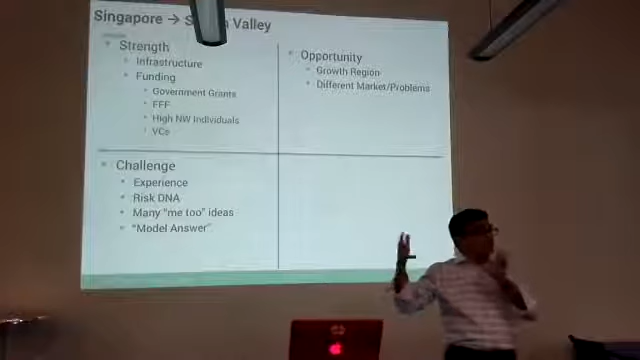 Singapore → S Valley
Strength
Infrastructure
Funding
Government Grants
FFF
High NW Individuals
VCs
Opportunity
Growth Region
Different Market/Problems
Challenge
Experience
Risk DNA
Many "me too" ideas
"Model Answer"